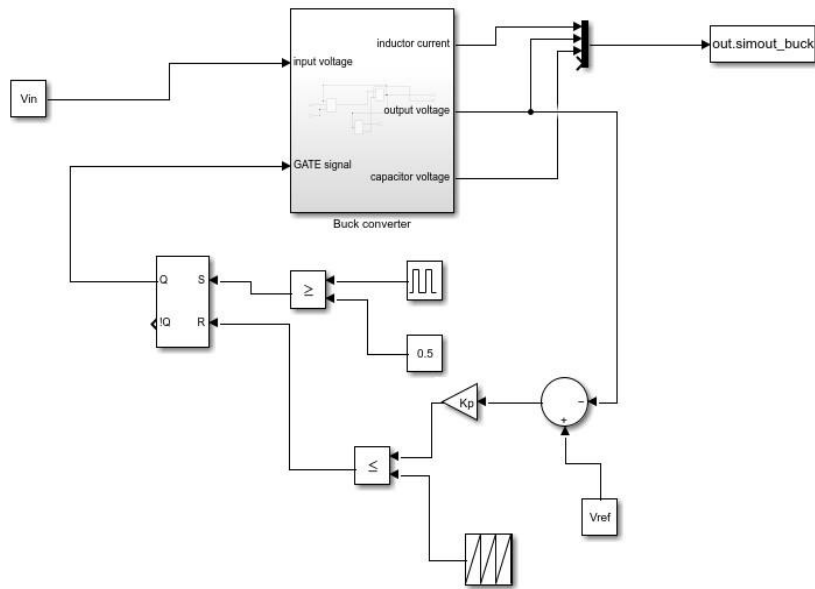 inductor current
out.simout_buck
input voltage
Vin
output voltage
GATE signal
capacitor voltage
Buck converter
Q
S
≥
!Q
R
0.5
Kp
−
+
≤
Vref